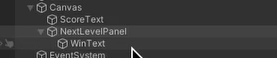 Canvas
ScoreText
NextLevelPanel
WinText
EventSystem